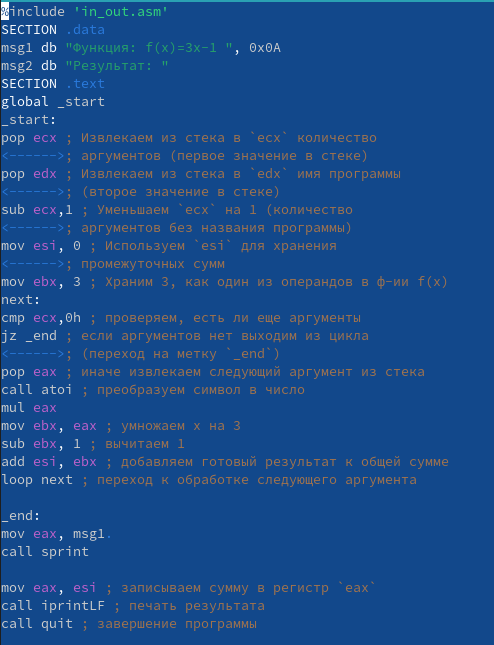 %include 'in_out.asm'
SECTION .data
msg1 db "Функция: f(x)=3x-1 ", 0x0A
msg2 db "Результат: "
SECTION .text
global _start
_start:
pop ecx ; Извлекаем из стека в `ecx` количество
<------>; аргументов (первое значение в стеке)
pop edx ; Извлекаем из стека в `edx` имя программы
<------>; (второе значение в стеке)
sub ecx,1 ; Уменьшаем `ecx` на 1 (количество
<------>; аргументов без названия программы)
mov esi, 0 ; Используем `esi` для хранения
<------>; промежуточных сумм
mov ebx, 3 ; Храним 3, как один из операндов в ф-ии f(x)
next:
cmp ecx,0h ; проверяем, есть ли еще аргументы
jz _end ; если аргументов нет выходим из цикла
<------>; (переход на метку `_end`)
pop eax ; иначе извлекаем следующий аргумент из стека
call atoi ; преобразуем символ в число
mul eax
mov ebx, eax ; умножаем x на 3
sub ebx, 1 ; вычитаем 1
add esi, ebx ; добавляем готовый результат к общей сумме
loop next ; переход к обработке следующего аргумента
_end:
mov eax, msg1.
call sprint
mov eax, esi ; записываем сумму в регистр `eax`
call iprintLF ; печать результата
call quit ; завершение программы